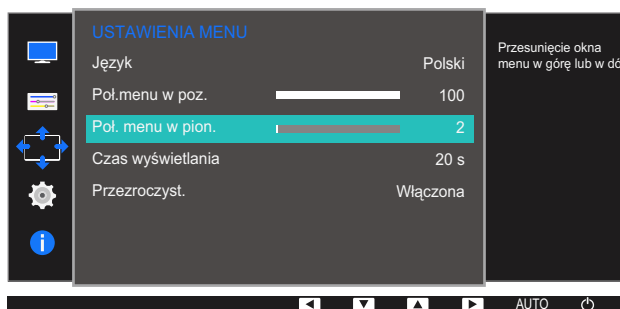 USTAWIENIA MENU
Język Polski
Poł.menu w poz. 100
Poł. menu w pion. 2
Czas wyświetlania 20 s
Przezroczyst. Włączona
Przesunięcie okna
menu w górę lub w dó
AUTO